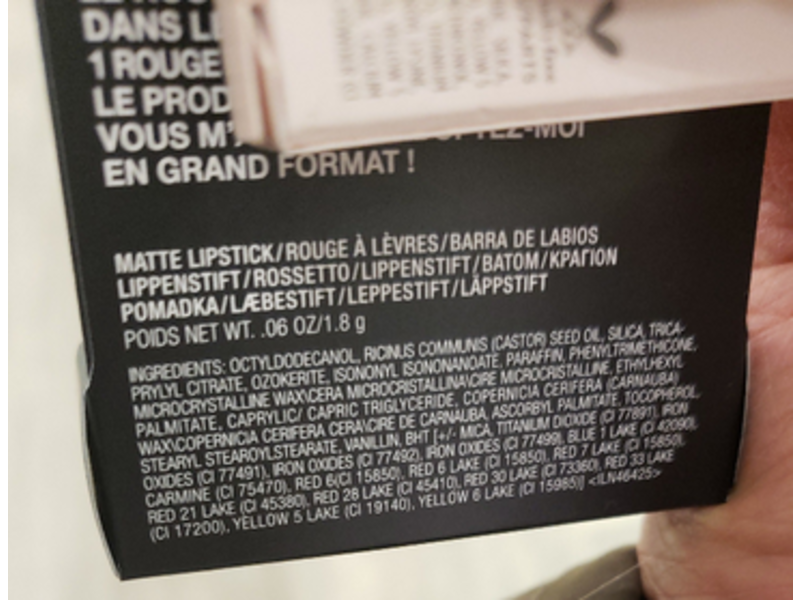 DANS L
1 ROUGE
LE PROD
VOUS M'
EN GRAND FORMAT !
MATTE LIPSTICK/ROUGE À LÈVRES/BARRA DE LABIOS
LIPPENSTIFT/ROSSETTO/LIPPENSTIFT/BATOM/ΚΡΑΓΙΟΝ
POMADKA/LÆBESTIFT/LEPPESTIFT/LÄPPSTIFT
POIDS NET WT. .06 OZ/1.8 g
INGREDIENTS: OCTYLDODECANOL, RICINUS COMMUNIS (CASTOR) SEED OIL, SILICA, TRICA-
PRYLYL CITRATE, OZOKERITE, ISONONYL ISONONANOATE, PARAFFIN, PHENYLTRIMETHICONE,
MICROCRYSTALLINE WAX\CERA MICROCRISTALLINA\CIRE MICROCRISTALLINE, ETHYLHEXYL
PALMITATE, CAPRYLIC/ CAPRIC TRIGLYCERIDE, COPERNICIA CERIFERA (CARNAUBA)
WAX\COPERNICIA CERIFERA CERA\CIRE DE CARNAUBA, ASCORBYL PALMITATE, TOCOPHEROL,
STEARYL STEAROYLSTEARATE, VANILLIN, BHT [+/- MICA, TITANIUM DIOXIDE (CI 77891), IRON
OXIDES (CI 77491), IRON OXIDES (CI 77492), IRON OXIDES (CI 77499), BLUE 1 LAKE (CI 42090),
CARMINE (CI 75470), RED 6(CI 15850), RED 6 LAKE (CI 15850), RED 7 LAKE (CI 15850),
RED 21 LAKE (CI 45380), RED 28 LAKE (CI 45410), RED 30 LAKE (CI 73360), RED 33 LAKE
(CI 17200), YELLOW 5 LAKE (CI 19140), YELLOW 6 LAKE (CI 15985)] <ILN46425>